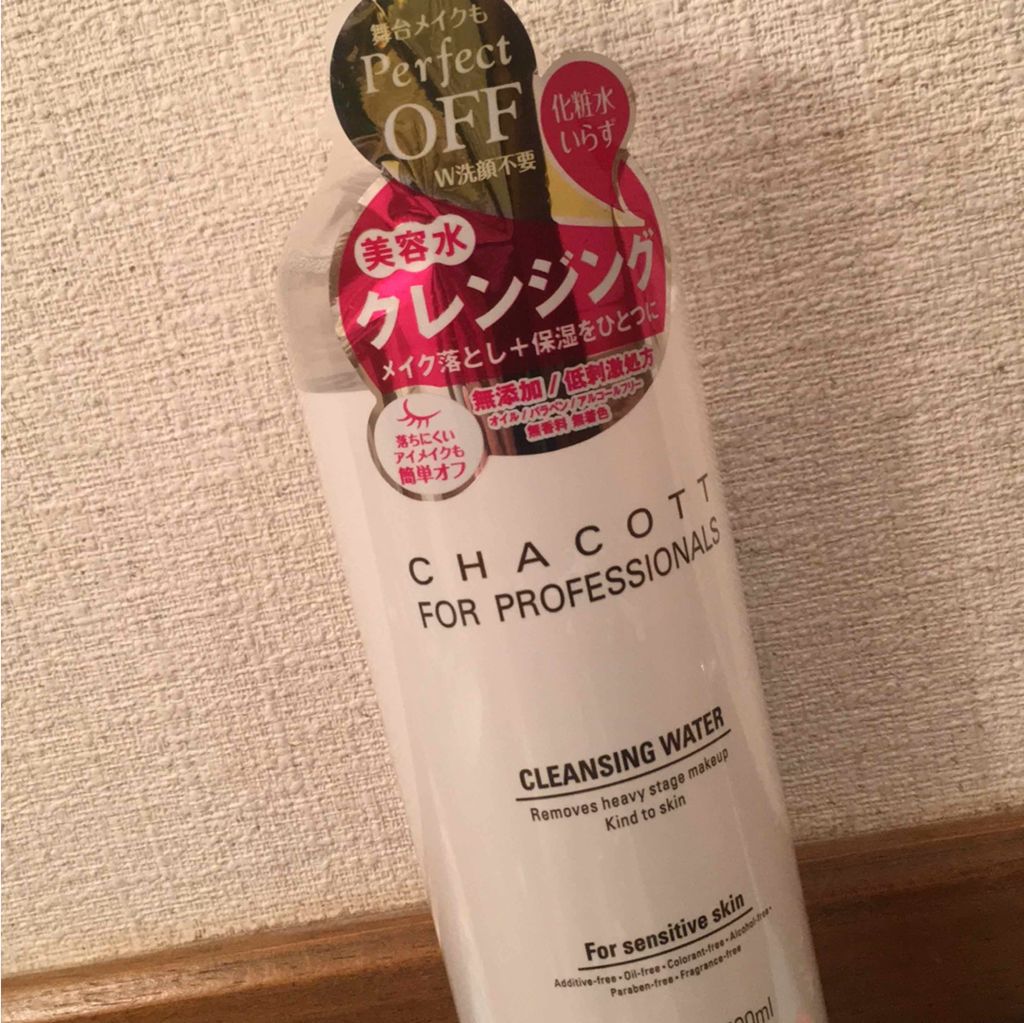 舞台メイクも
Perfect
OFF
W洗顔不要
化粧水
いらず
美容水
クレンジング
メイク落とし+保湿をひとつに
無添加/低刺激処方
オイル/パラベン/アルコールフリー
無香料 無着色
落ちにくい
アイメイクも
簡単オフ
CHACOTT
FOR PROFESSIONALS
CLEANSING WATER
Removes heavy stage makeup
Kind to skin
For sensitive skin
Additive-free・Oil-free・Colorant-free・Alcohol-free・
Paraben-free・Fragrance-free